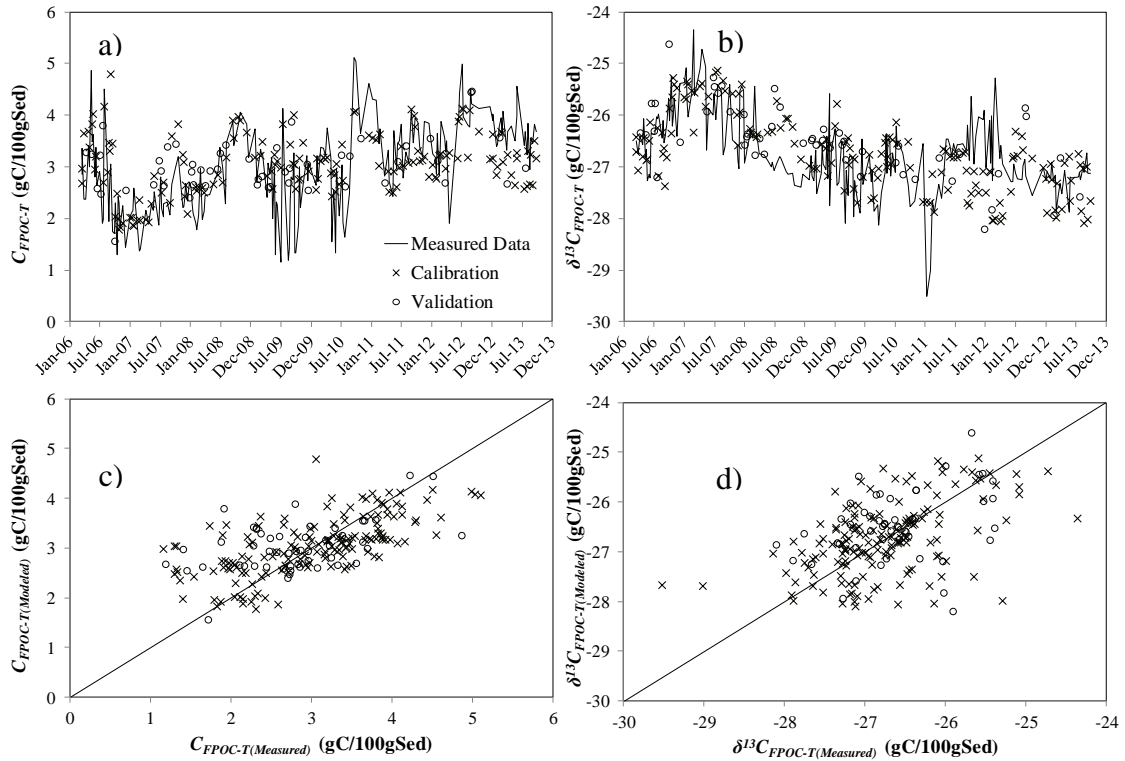 a)
C_FPOC-T (gC/100gSed)
6
5
4
3
2
1
0
Measured Data
Calibration
Validation
Jan-06
Jul-06
Jan-07
Jul-07
Jan-08
Jul-08
Dec-08
Jul-09
Dec-09
Jul-10
Jan-11
Jul-11
Jan-12
Jul-12
Dec-12
Jul-13
Dec-13
b)
δ¹³C_FPOC-T (gC/100gSed)
-24
-25
-26
-27
-28
-29
-30
Jan-06
Jul-06
Jan-07
Jul-07
Jan-08
Jul-08
Dec-08
Jul-09
Dec-09
Jul-10
Jan-11
Jul-11
Jan-12
Jul-12
Dec-12
Jul-13
Dec-13
c)
C_FPOC-T(Modeled) (gC/100gSed)
6
5
4
3
2
1
0
0 1 2 3 4 5 6
C_FPOC-T(Measured) (gC/100gSed)
d)
δ¹³C_FPOC-T(Modeled) (gC/100gSed)
-24
-25
-26
-27
-28
-29
-30
-30 -29 -28 -27 -26 -25 -24
δ¹³C_FPOC-T(Measured) (gC/100gSed)